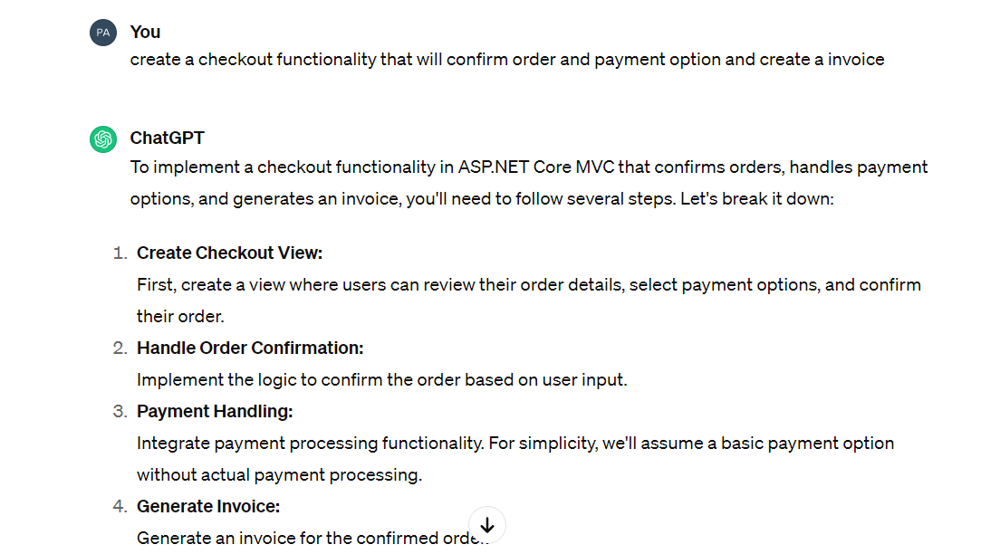 PA
You
create a checkout functionality that will confirm order and payment option and create a invoice
ChatGPT
To implement a checkout functionality in ASP.NET Core MVC that confirms orders, handles payment
options, and generates an invoice, you'll need to follow several steps. Let's break it down:
1. Create Checkout View:
First, create a view where users can review their order details, select payment options, and confirm
their order.
2. Handle Order Confirmation:
Implement the logic to confirm the order based on user input.
3. Payment Handling:
Integrate payment processing functionality. For simplicity, we'll assume a basic payment option
without actual payment processing.
4. Generate Invoice:
Generate an invoice for the confirmed order.